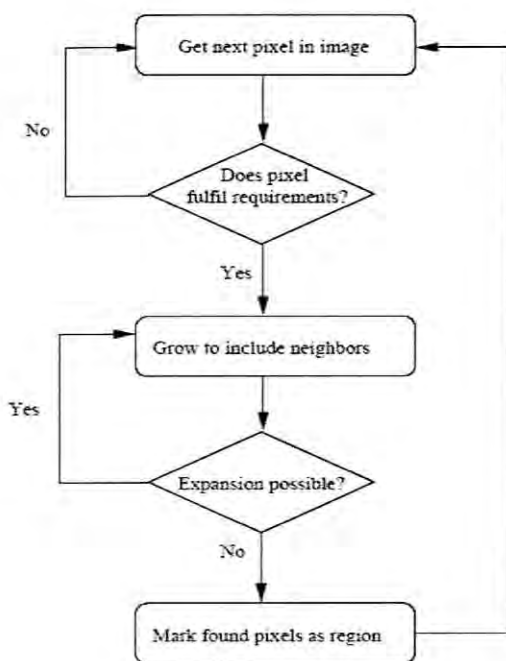 Get next pixel in image
No
Does pixel
fulfil requirements?
Yes
Grow to include neighbors
Yes
Expansion possible?
No
Mark found pixels as region